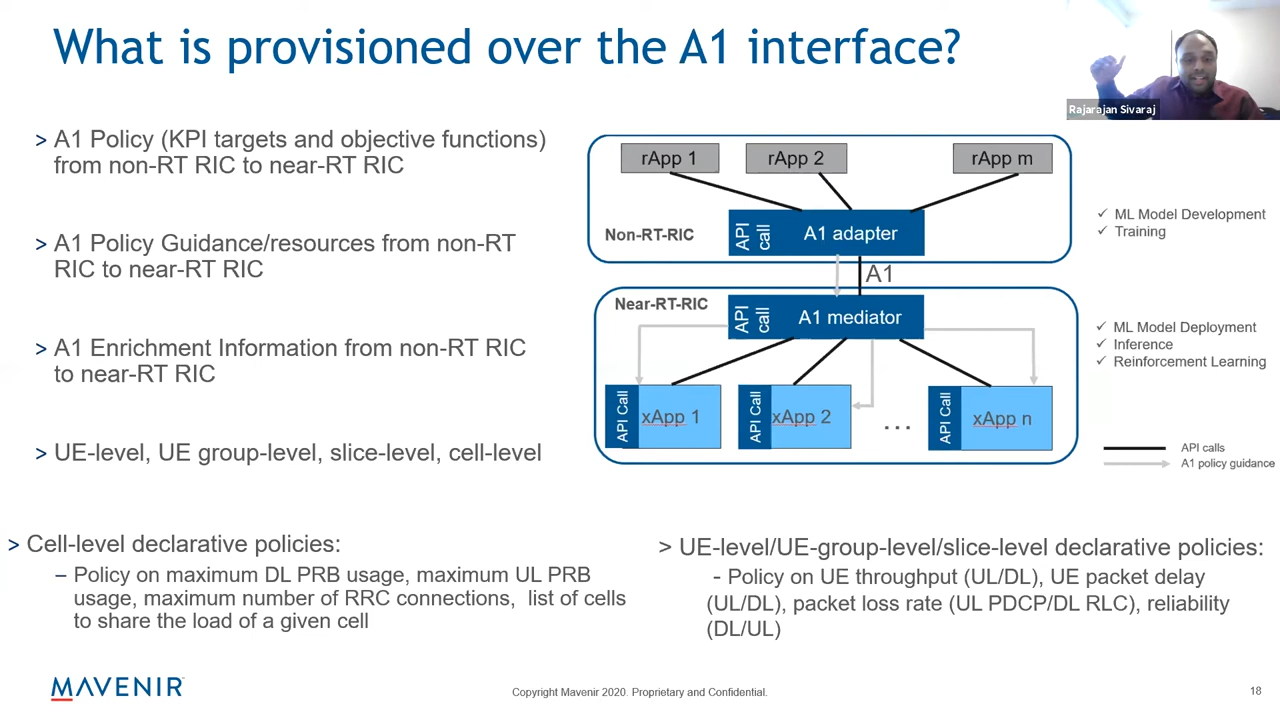 What is provisioned over the A1 interface?
Rajarajan Sivaraj
> A1 Policy (KPI targets and objective functions)
from non-RT RIC to near-RT RIC
> A1 Policy Guidance/resources from non-RT
RIC to near-RT RIC
> A1 Enrichment Information from non-RT RIC
to near-RT RIC
> UE-level, UE group-level, slice-level, cell-level
rApp 1
rApp 2
rApp m
Non-RT-RIC
API
call
A1 adapter
✓ ML Model Development
✓ Training
A1
Near-RT-RIC
API
call
A1 mediator
✓ ML Model Deployment
✓ Inference
✓ Reinforcement Learning
API Call
xApp 1
API Call
xApp 2
...
API Call
xApp n
API calls
A1 policy guidance
> Cell-level declarative policies:
– Policy on maximum DL PRB usage, maximum UL PRB
usage, maximum number of RRC connections, list of cells
to share the load of a given cell
> UE-level/UE-group-level/slice-level declarative policies:
- Policy on UE throughput (UL/DL), UE packet delay
(UL/DL), packet loss rate (UL PDCP/DL RLC), reliability
(DL/UL)
MAVENIR
Copyright Mavenir 2020. Proprietary and Confidential.
18